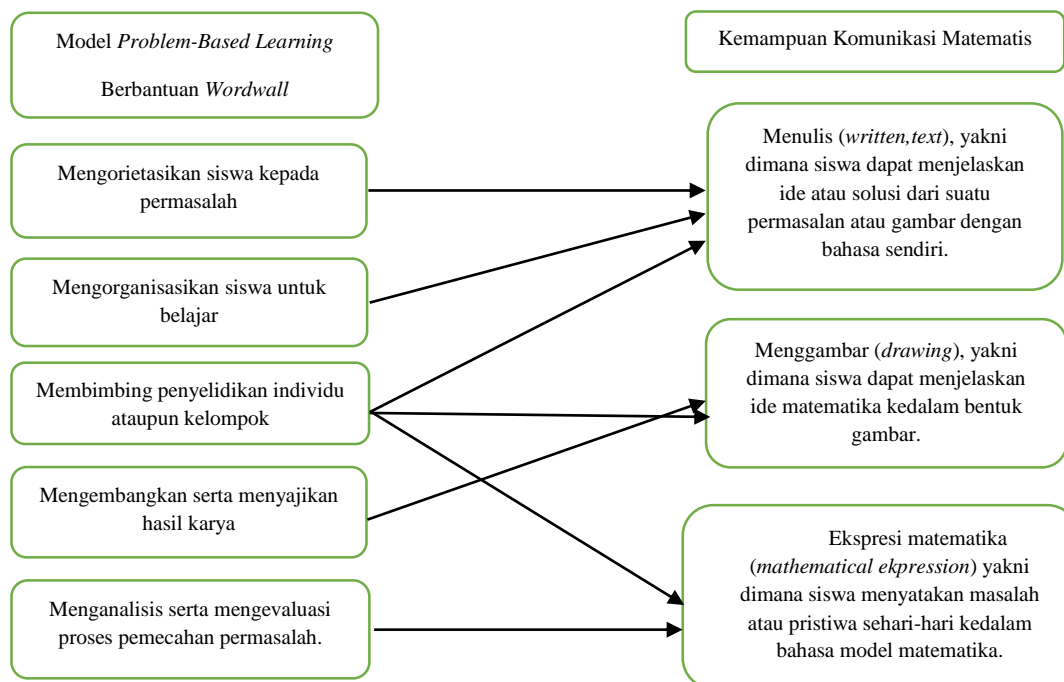 Model Problem-Based Learning
Berbantuan Wordwall
Mengorietasikan siswa kepada
permasalah
Mengorganisasikan siswa untuk
belajar
Membimbing penyelidikan individu
ataupun kelompok
Mengembangkan serta menyajikan
hasil karya
Menganalisis serta mengevaluasi
proses pemecahan permasalah.
Kemampuan Komunikasi Matematis
Menulis (written,text), yakni
dimana siswa dapat menjelaskan
ide atau solusi dari suatu
permasalan atau gambar dengan
bahasa sendiri.
Menggambar (drawing), yakni
dimana siswa dapat menjelaskan
ide matematika kedalam bentuk
gambar.
Ekspresi matematika
(mathematical ekpression) yakni
dimana siswa menyatakan masalah
atau pristiwa sehari-hari kedalam
bahasa model matematika.